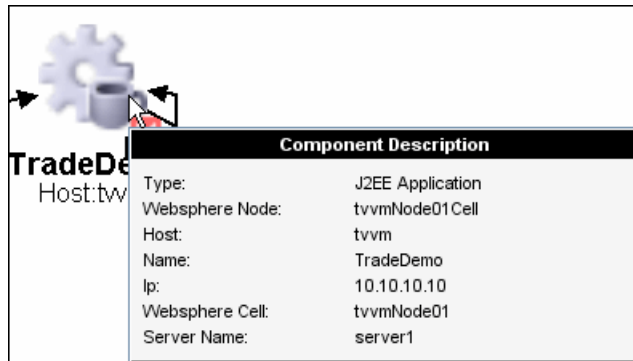 Component Description
TradeDe
Host:tvv
Type: J2EE Application
Websphere Node: tvvmNode01Cell
Host: tvvm
Name: TradeDemo
Ip: 10.10.10.10
Websphere Cell: tvvmNode01
Server Name: server1